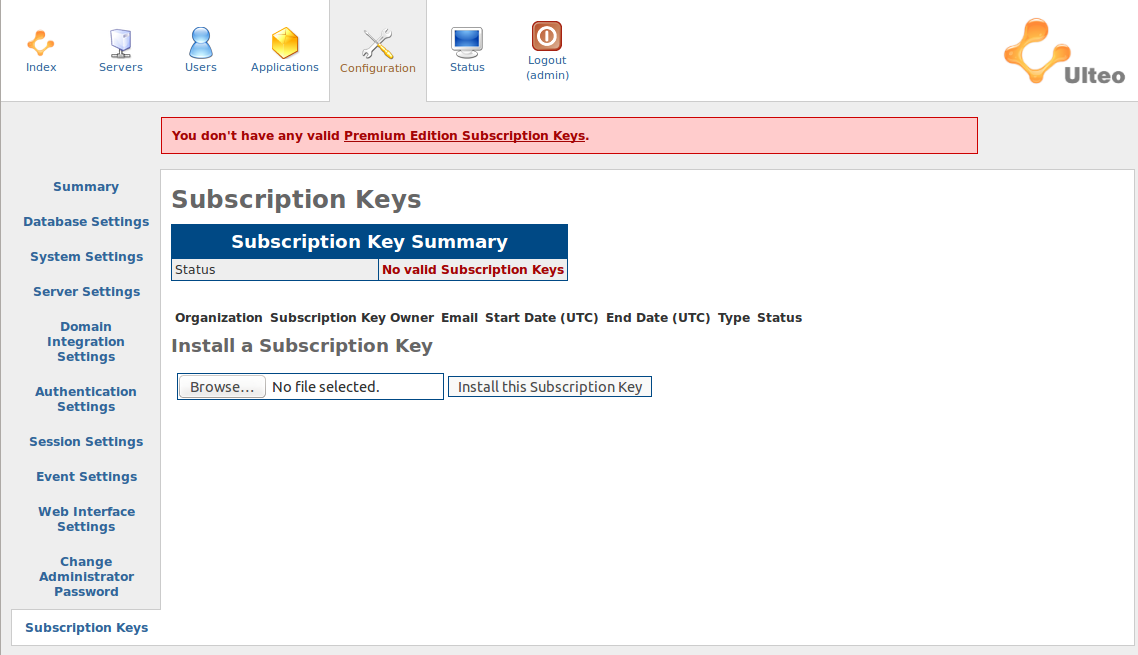 Index
Servers
Users
Applications
Configuration
Status
Logout
(admin)
Ulteo
You don't have any valid Premium Edition Subscription Keys.
Summary
Database Settings
System Settings
Server Settings
Domain
Integration
Settings
Authentication
Settings
Session Settings
Event Settings
Web Interface
Settings
Change
Administrator
Password
Subscription Keys
Subscription Keys
Subscription Key Summary
Status No valid Subscription Keys
Organization Subscription Key Owner Email Start Date (UTC) End Date (UTC) Type Status
Install a Subscription Key
Browse... No file selected. Install this Subscription Key